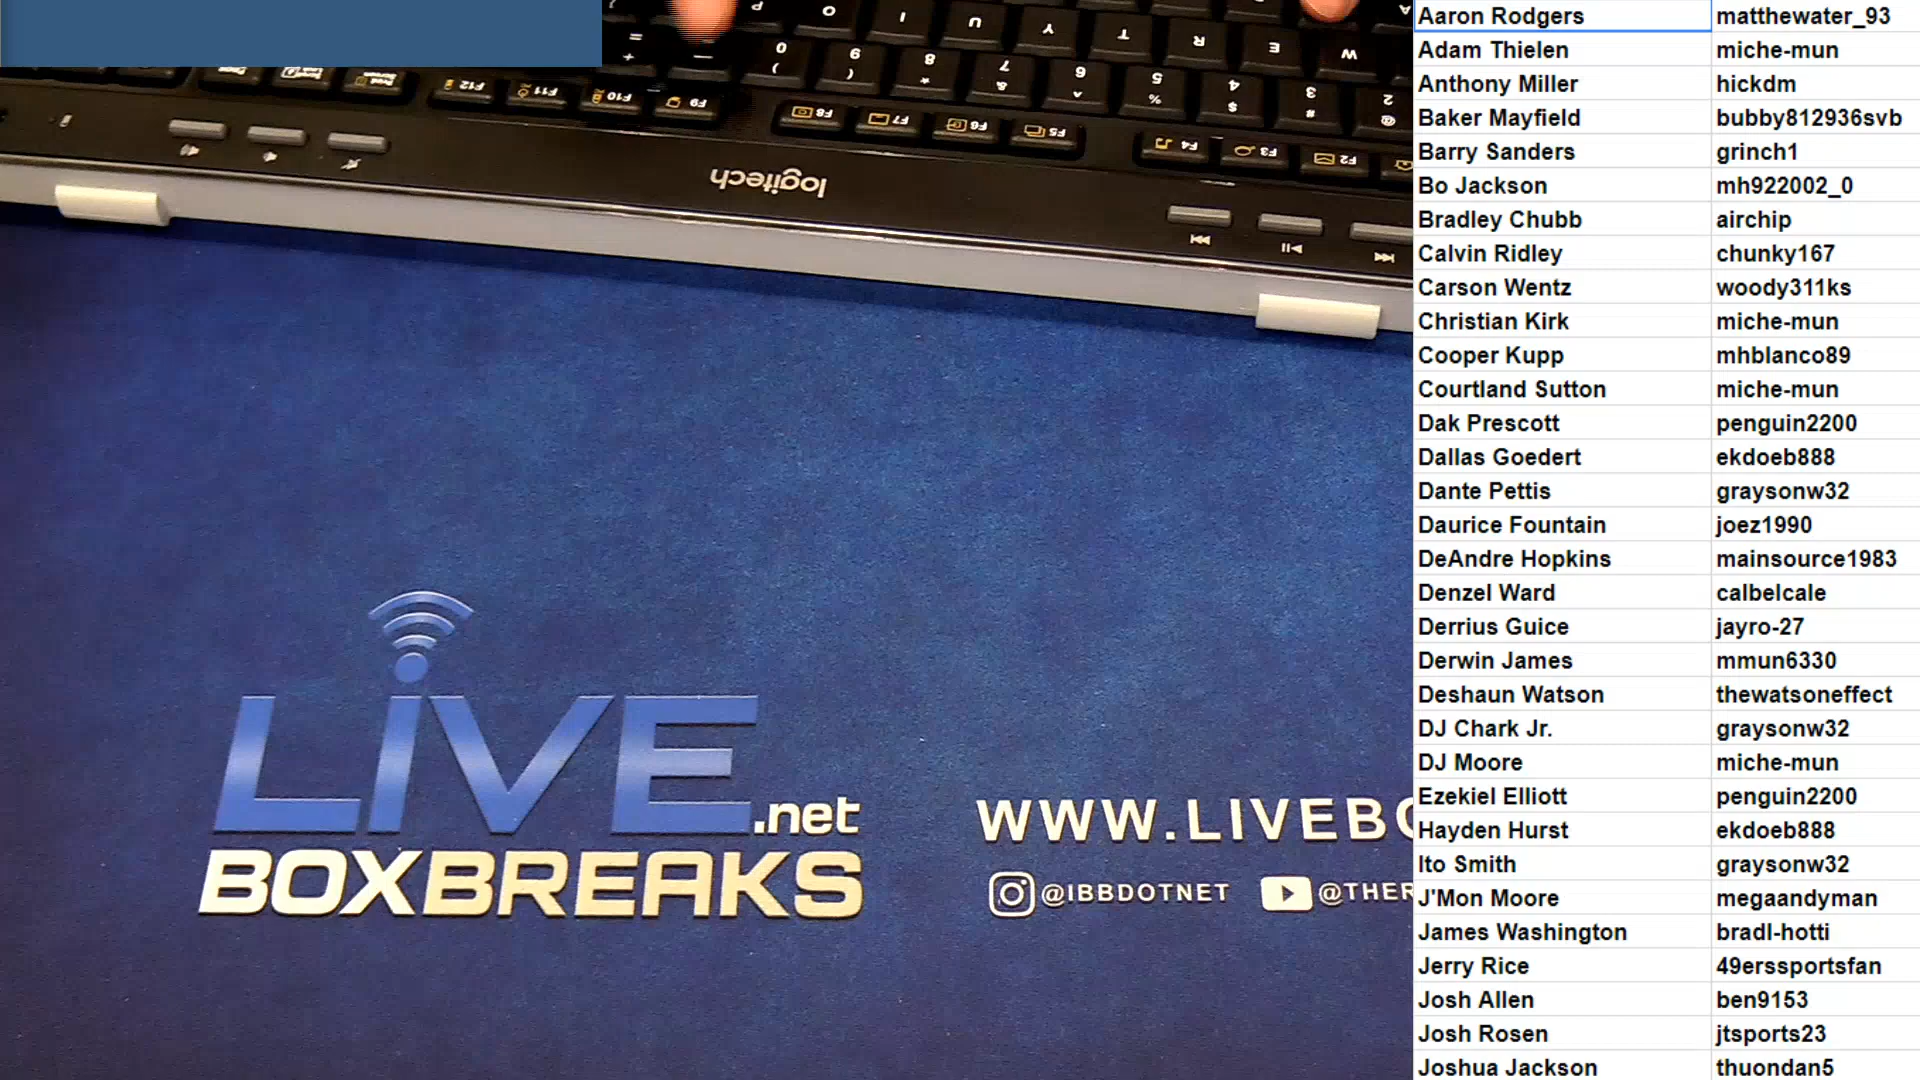 logitech
LiVE.net
BOXBREAKS
WWW.LIVEBO
@IBBDOTNET @THER
Aaron Rodgers matthewater_93
Adam Thielen miche-mun
Anthony Miller hickdm
Baker Mayfield bubby812936svb
Barry Sanders grinch1
Bo Jackson mh922002_0
Bradley Chubb airchip
Calvin Ridley chunky167
Carson Wentz woody311ks
Christian Kirk miche-mun
Cooper Kupp mhblanco89
Courtland Sutton miche-mun
Dak Prescott penguin2200
Dallas Goedert ekdoeb888
Dante Pettis graysonw32
Daurice Fountain joez1990
DeAndre Hopkins mainsource1983
Denzel Ward calbelcale
Derrius Guice jayro-27
Derwin James mmun6330
Deshaun Watson thewatsoneffect
DJ Chark Jr. graysonw32
DJ Moore miche-mun
Ezekiel Elliott penguin2200
Hayden Hurst ekdoeb888
Ito Smith graysonw32
J'Mon Moore megaandyman
James Washington bradl-hotti
Jerry Rice 49erssportsfan
Josh Allen ben9153
Josh Rosen jtsports23
Joshua Jackson thuondan5